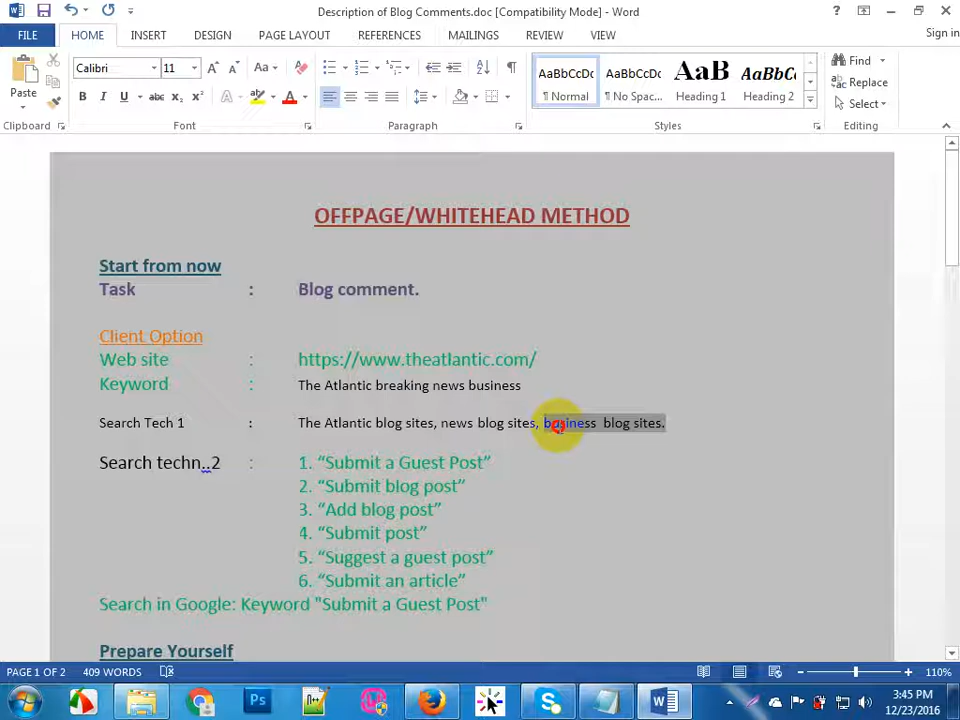 Description of Blog Comments.doc [Compatibility Mode] - Word
Sign in
FILE HOME INSERT DESIGN PAGE LAYOUT REFERENCES MAILINGS REVIEW VIEW
Paste
Calibri 11
Find
Replace
Select
AaBbCcDc AaBbCcDc AaB AaBbCc
¶ Normal ¶ No Spac... Heading 1 Heading 2
Clipboard Font Paragraph Styles Editing
OFFPAGE/WHITEHEAD METHOD
Start from now
Task : Blog comment.
Client Option
Web site : https://www.theatlantic.com/
Keyword : The Atlantic breaking news business
Search Tech 1 : The Atlantic blog sites, news blog sites, business blog sites.
Search techn..2 : 1. “Submit a Guest Post”
2. “Submit blog post”
3. “Add blog post”
4. “Submit post”
5. “Suggest a guest post”
6. “Submit an article”
Search in Google: Keyword "Submit a Guest Post"
Prepare Yourself
PAGE 1 OF 2 409 WORDS 110%
3:45 PM
12/23/2016